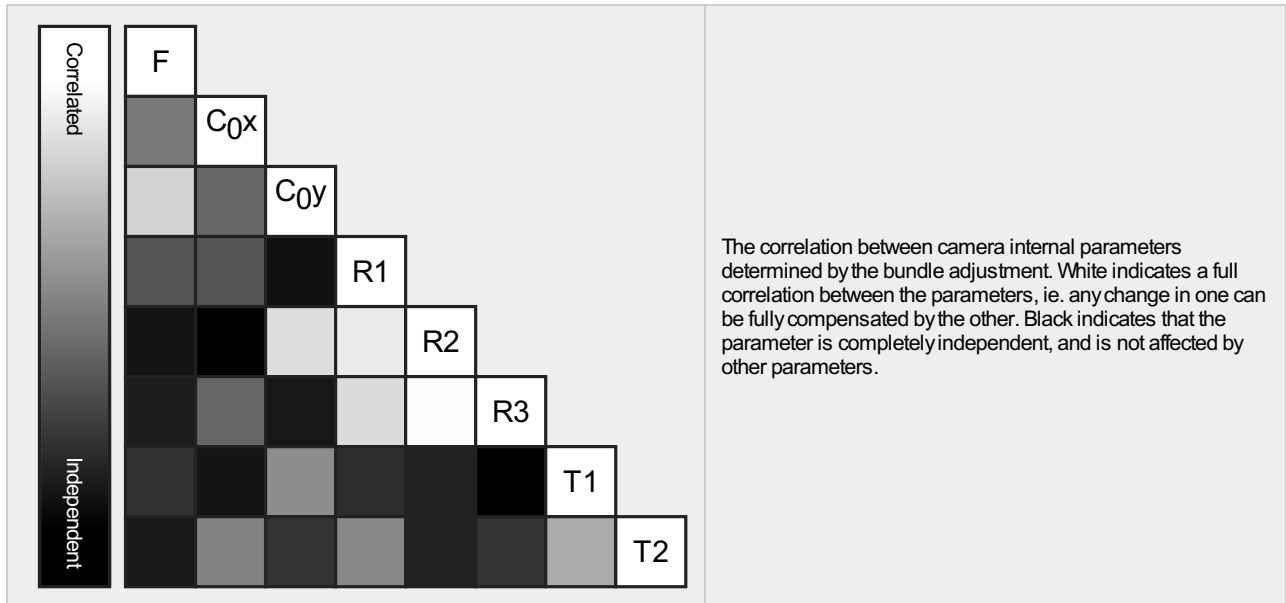 Correlated
Independent
F
C0x
C0y
R1
R2
R3
T1
T2
The correlation between camera internal parameters
determined by the bundle adjustment. White indicates a full
correlation between the parameters, ie. any change in one can
be fully compensated by the other. Black indicates that the
parameter is completely independent, and is not affected by
other parameters.